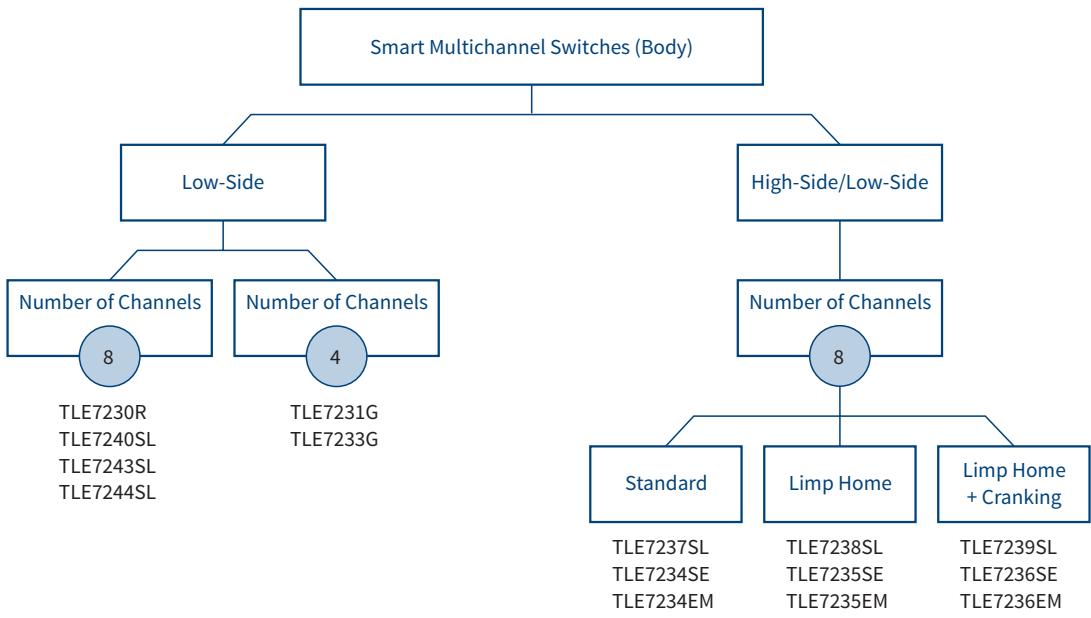 Smart Multichannel Switches (Body)
Low-Side
High-Side/Low-Side
Number of Channels
8
TLE7230R
TLE7240SL
TLE7243SL
TLE7244SL
Number of Channels
4
TLE7231G
TLE7233G
Number of Channels
8
Standard
TLE7237SL
TLE7234SE
TLE7234EM
Limp Home
TLE7238SL
TLE7235SE
TLE7235EM
Limp Home
+ Cranking
TLE7239SL
TLE7236SE
TLE7236EM